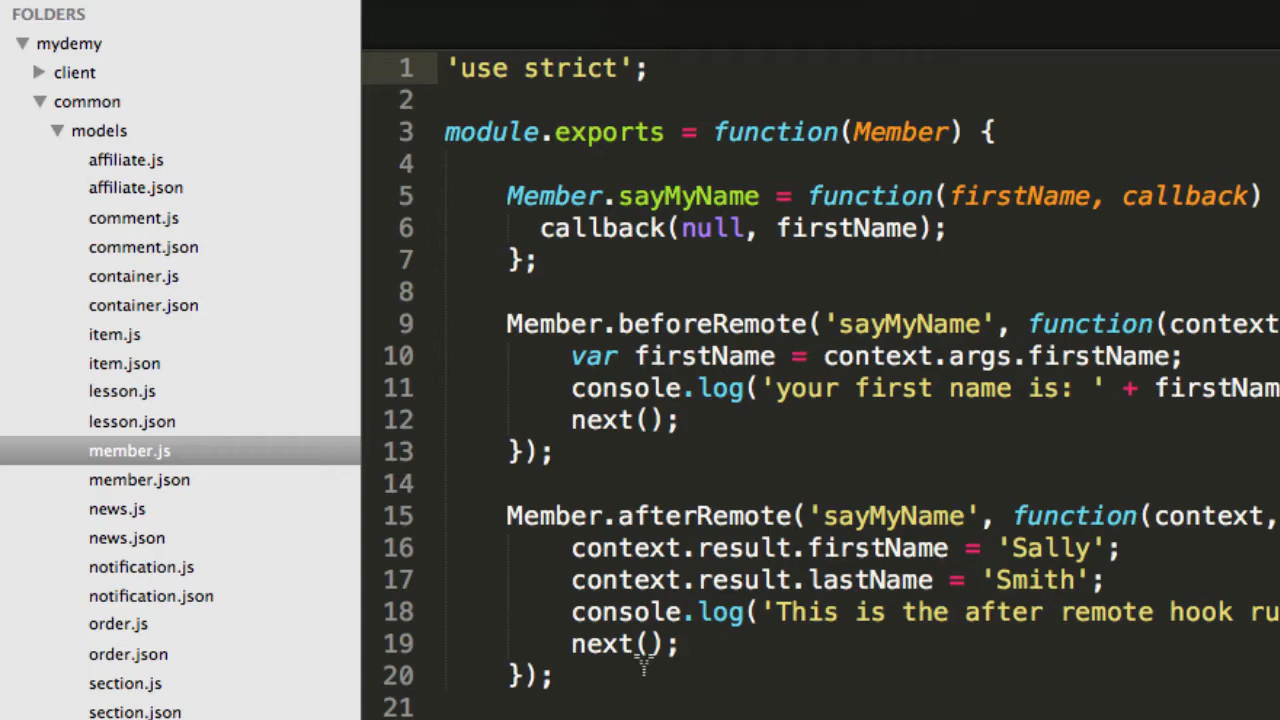 FOLDERS
mydemy
client
common
models
affiliate.js
affiliate.json
comment.js
comment.json
container.js
container.json
item.js
item.json
lesson.js
lesson.json
member.js
member.json
news.js
news.json
notification.js
notification.json
order.js
order.json
section.js
section.json
1 'use strict';
2
3 module.exports = function(Member) {
4
5 Member.sayMyName = function(firstName, callback)
6 callback(null, firstName);
7 };
8
9 Member.beforeRemote('sayMyName', function(context
10 var firstName = context.args.firstName;
11 console.log('your first name is: ' + firstNam
12 next();
13 });
14
15 Member.afterRemote('sayMyName', function(context,
16 context.result.firstName = 'Sally';
17 context.result.lastName = 'Smith';
18 console.log('This is the after remote hook ru
19 next();
20 });
21